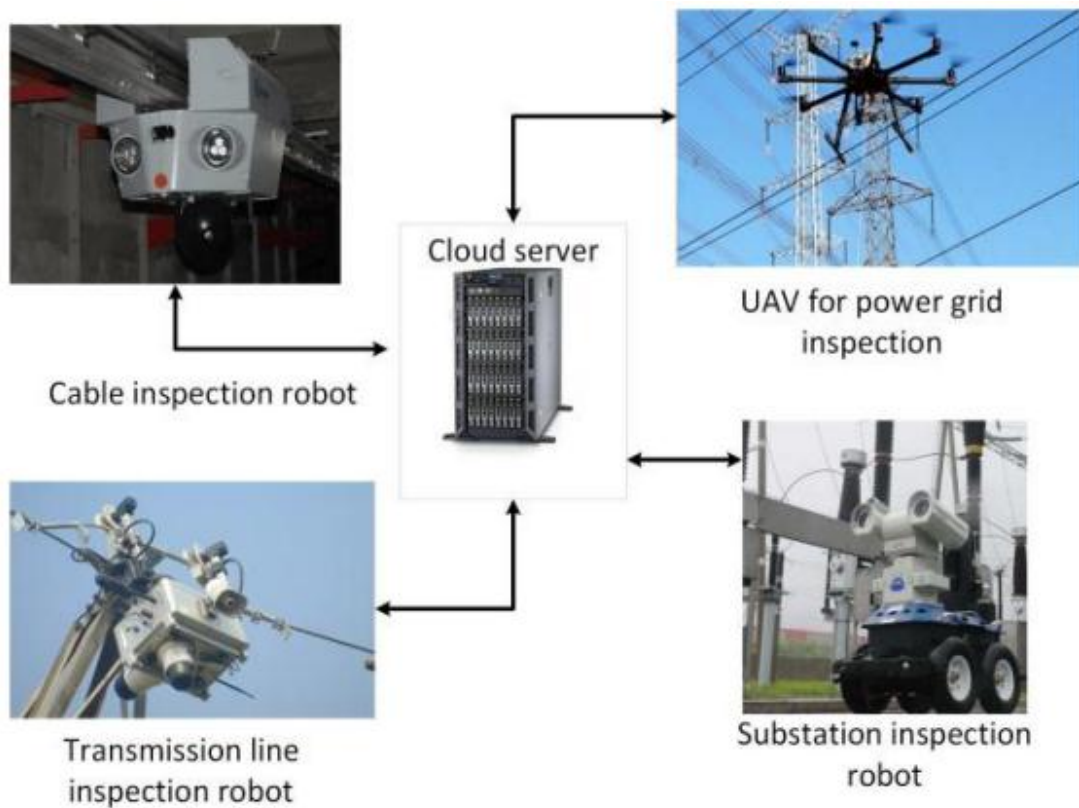 Cloud server
UAV for power grid
inspection
Cable inspection robot
Transmission line
inspection robot
Substation inspection
robot